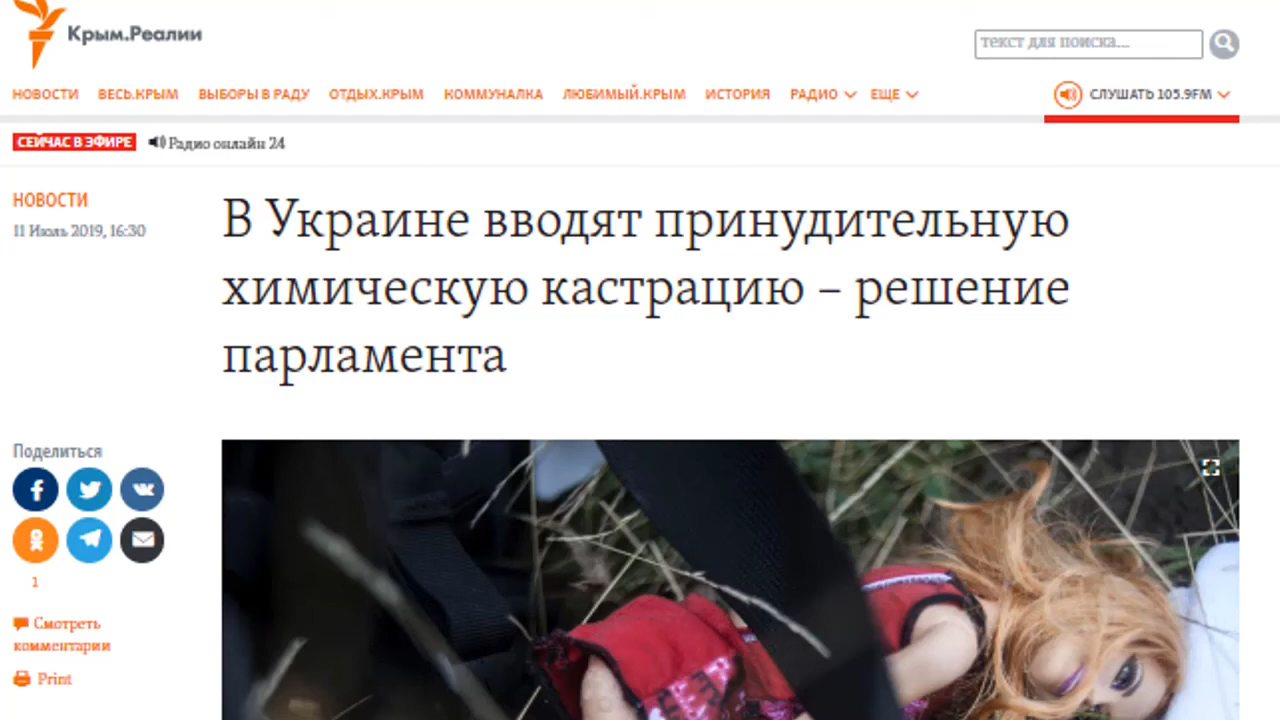 Крым.Реалии
текст для поиска...
НОВОСТИ ВЕСЬ.КРЫМ ВЫБОРЫ В РАДУ ОТДЫХ.КРЫМ КОММУНАЛКА ЛЮБИМЫЙ.КРЫМ ИСТОРИЯ РАДИО ЕЩЕ СЛУШАТЬ 105.9FM
СЕЙЧАС В ЭФИРЕ Радио онлайн 24
НОВОСТИ
11 Июль 2019, 16:30
В Украине вводят принудительную
химическую кастрацию – решение
парламента
Поделиться
1
Смотреть
комментарии
Print